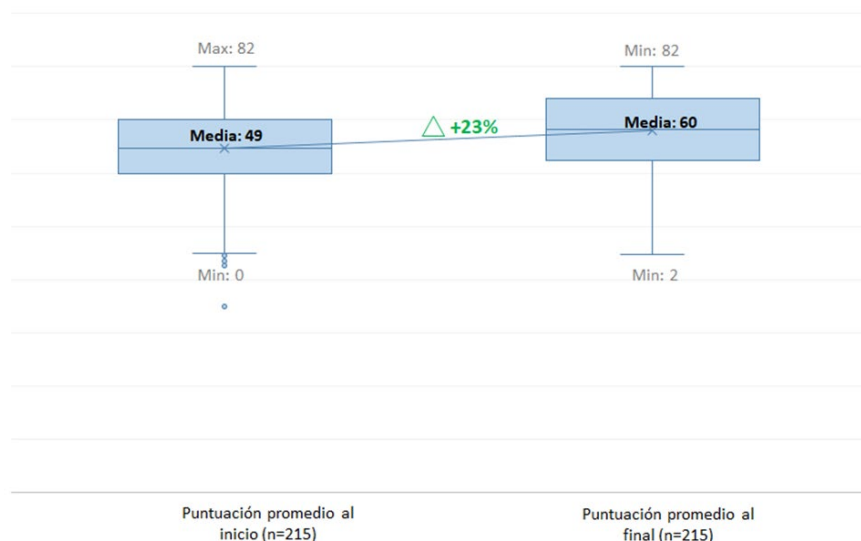 Max: 82
Min: 82
Media: 49
+23%
Media: 60
Min: 0
Min: 2
Puntuación promedio al
inicio (n=215)
Puntuación promedio al
final (n=215)